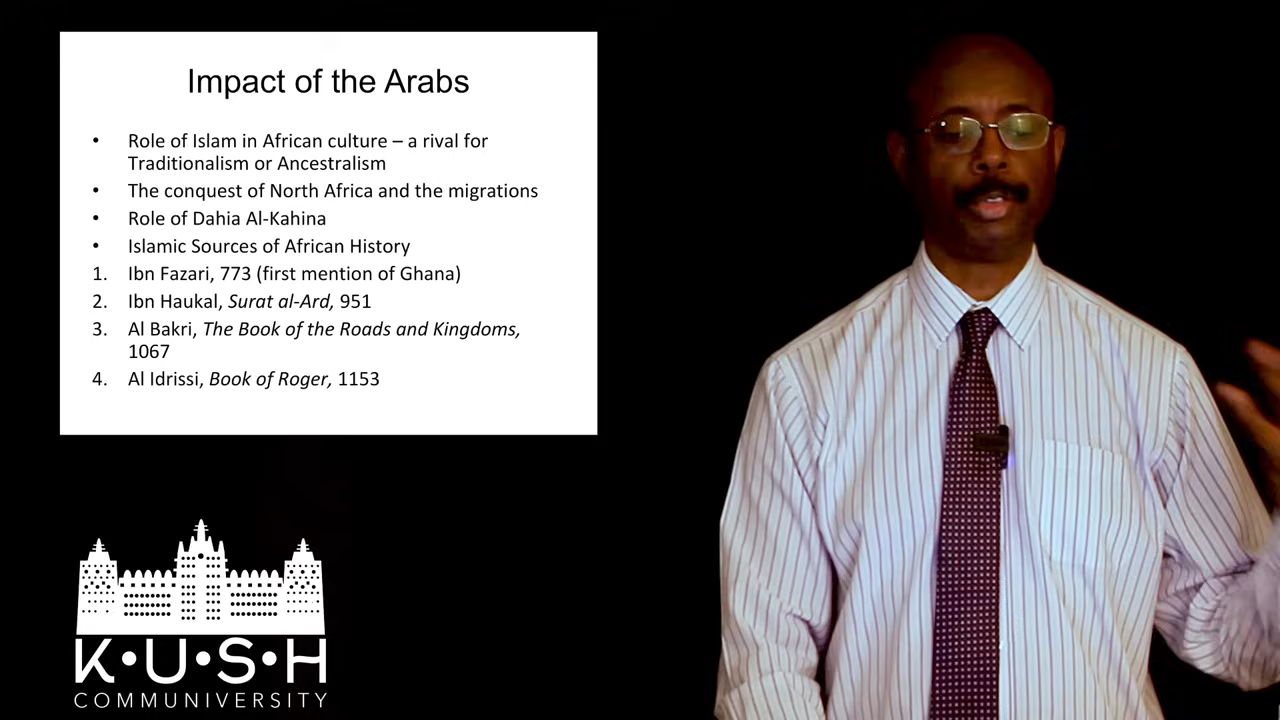 Impact of the Arabs
• Role of Islam in African culture – a rival for
Traditionalism or Ancestralism
• The conquest of North Africa and the migrations
• Role of Dahia Al-Kahina
• Islamic Sources of African History
1. Ibn Fazari, 773 (first mention of Ghana)
2. Ibn Haukal, Surat al-Ard, 951
3. Al Bakri, The Book of the Roads and Kingdoms,
1067
4. Al Idrissi, Book of Roger, 1153
K•U•S•H
COMMUNIVERSITY